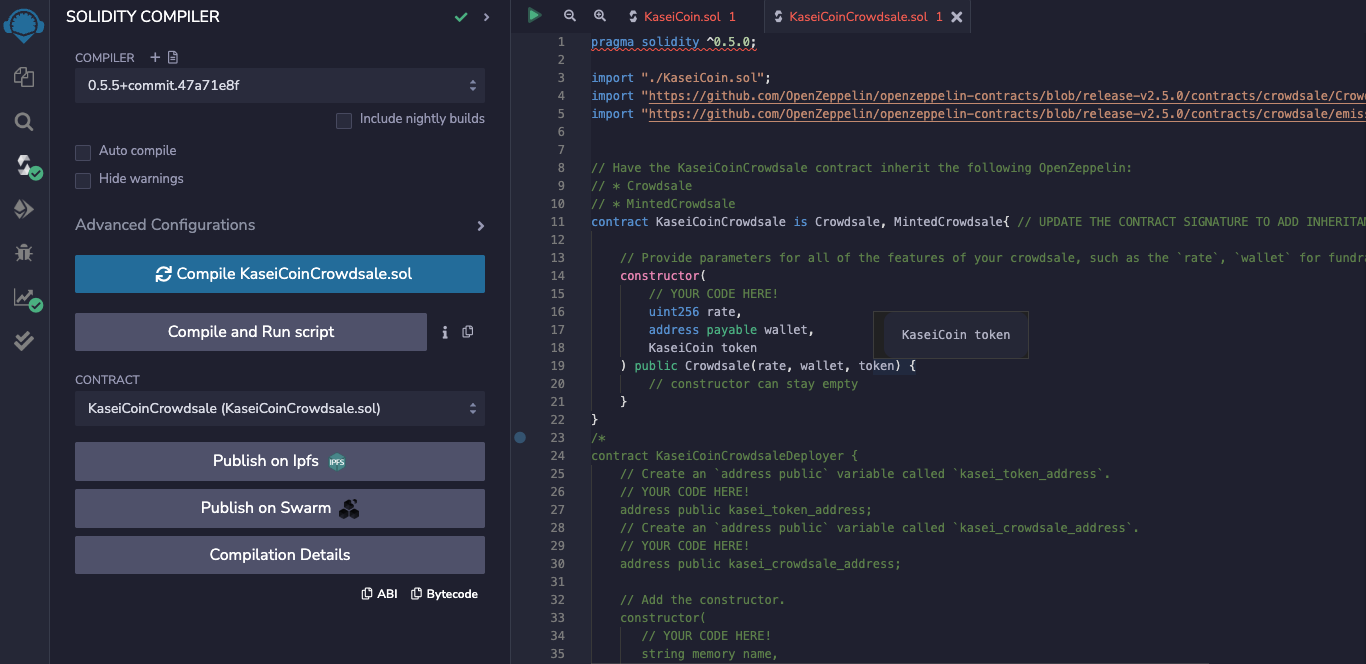 SOLIDITY COMPILER
COMPILER
0.5.5+commit.47a71e8f
Include nightly builds
Auto compile
Hide warnings
Advanced Configurations
Compile KaseiCoinCrowdsale.sol
Compile and Run script
CONTRACT
KaseiCoinCrowdsale (KaseiCoinCrowdsale.sol)
Publish on Ipfs IPFS
Publish on Swarm
Compilation Details
ABI Bytecode
KaseiCoin.sol 1 KaseiCoinCrowdsale.sol 1
1 pragma solidity ^0.5.0;
2
3 import "./KaseiCoin.sol";
4 import "https://github.com/OpenZeppelin/openzeppelin-contracts/blob/release-v2.5.0/contracts/crowdsale/Crow
5 import "https://github.com/OpenZeppelin/openzeppelin-contracts/blob/release-v2.5.0/contracts/crowdsale/emis
6
7
8 // Have the KaseiCoinCrowdsale contract inherit the following OpenZeppelin:
9 // * Crowdsale
10 // * MintedCrowdsale
11 contract KaseiCoinCrowdsale is Crowdsale, MintedCrowdsale{ // UPDATE THE CONTRACT SIGNATURE TO ADD INHERITAN
12
13 // Provide parameters for all of the features of your crowdsale, such as the `rate`, `wallet` for fundra
14 constructor(
15 // YOUR CODE HERE!
16 uint256 rate,
17 address payable wallet,
18 KaseiCoin token
KaseiCoin token
19 ) public Crowdsale(rate, wallet, token) {
20 // constructor can stay empty
21 }
22 }
23 /*
24 contract KaseiCoinCrowdsaleDeployer {
25 // Create an `address public` variable called `kasei_token_address`.
26 // YOUR CODE HERE!
27 address public kasei_token_address;
28 // Create an `address public` variable called `kasei_crowdsale_address`.
29 // YOUR CODE HERE!
30 address public kasei_crowdsale_address;
31
32 // Add the constructor.
33 constructor(
34 // YOUR CODE HERE!
35 string memory name,